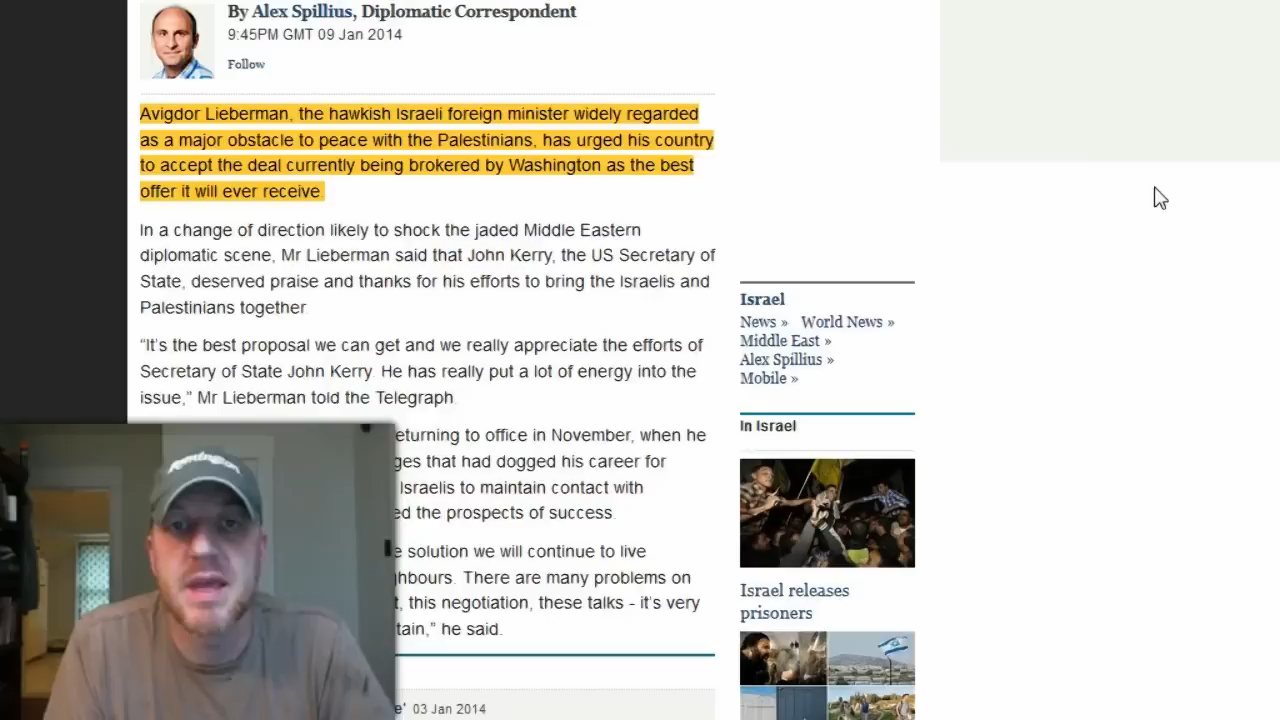 By Alex Spillius, Diplomatic Correspondent
9:45PM GMT 09 Jan 2014
Follow
Avigdor Lieberman, the hawkish Israeli foreign minister widely regarded
as a major obstacle to peace with the Palestinians, has urged his country
to accept the deal currently being brokered by Washington as the best
offer it will ever receive.
In a change of direction likely to shock the jaded Middle Eastern
diplomatic scene, Mr Lieberman said that John Kerry, the US Secretary of
State, deserved praise and thanks for his efforts to bring the Israelis and
Palestinians together.
“It’s the best proposal we can get and we really appreciate the efforts of
Secretary of State John Kerry. He has really put a lot of energy into the
issue,” Mr Lieberman told the Telegraph.
eturning to office in November, when he
ges that had dogged his career for
Israelis to maintain contact with
ed the prospects of success.
e solution we will continue to live
ghbours. There are many problems on
t, this negotiation, these talks - it’s very
tain,” he said.
e' 03 Jan 2014
Israel
News » World News »
Middle East »
Alex Spillius »
Mobile »
In Israel
Israel releases
prisoners
Remington